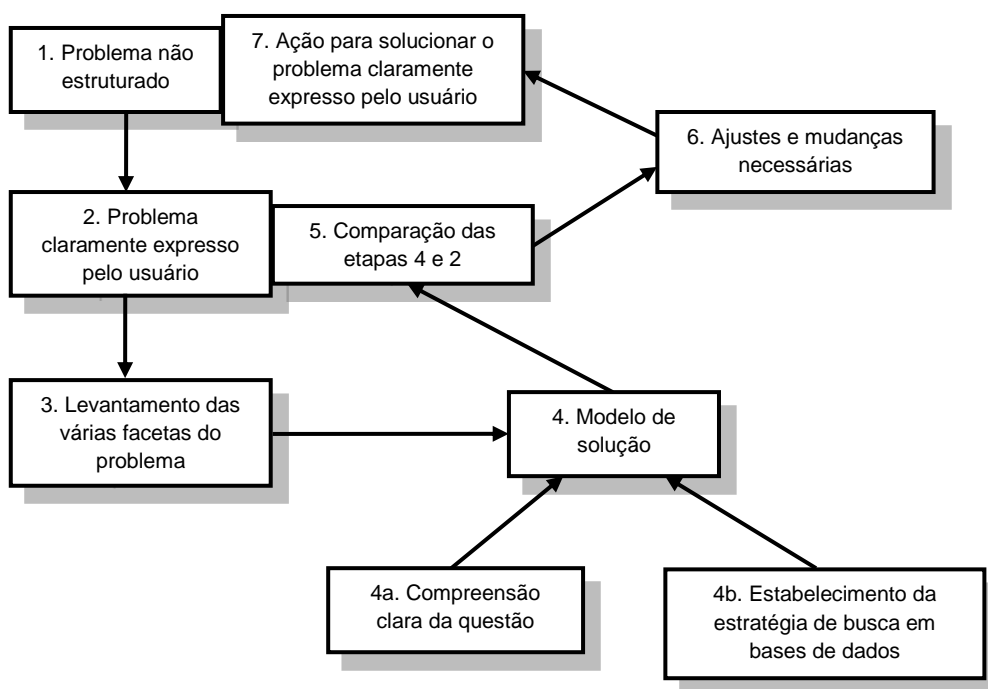 1. Problema não
estruturado
7. Ação para solucionar o
problema claramente
expresso pelo usuário
6. Ajustes e mudanças
necessárias
2. Problema
claramente expresso
pelo usuário
5. Comparação das
etapas 4 e 2
3. Levantamento das
várias facetas do
problema
4. Modelo de
solução
4a. Compreensão
clara da questão
4b. Estabelecimento da
estratégia de busca em
bases de dados